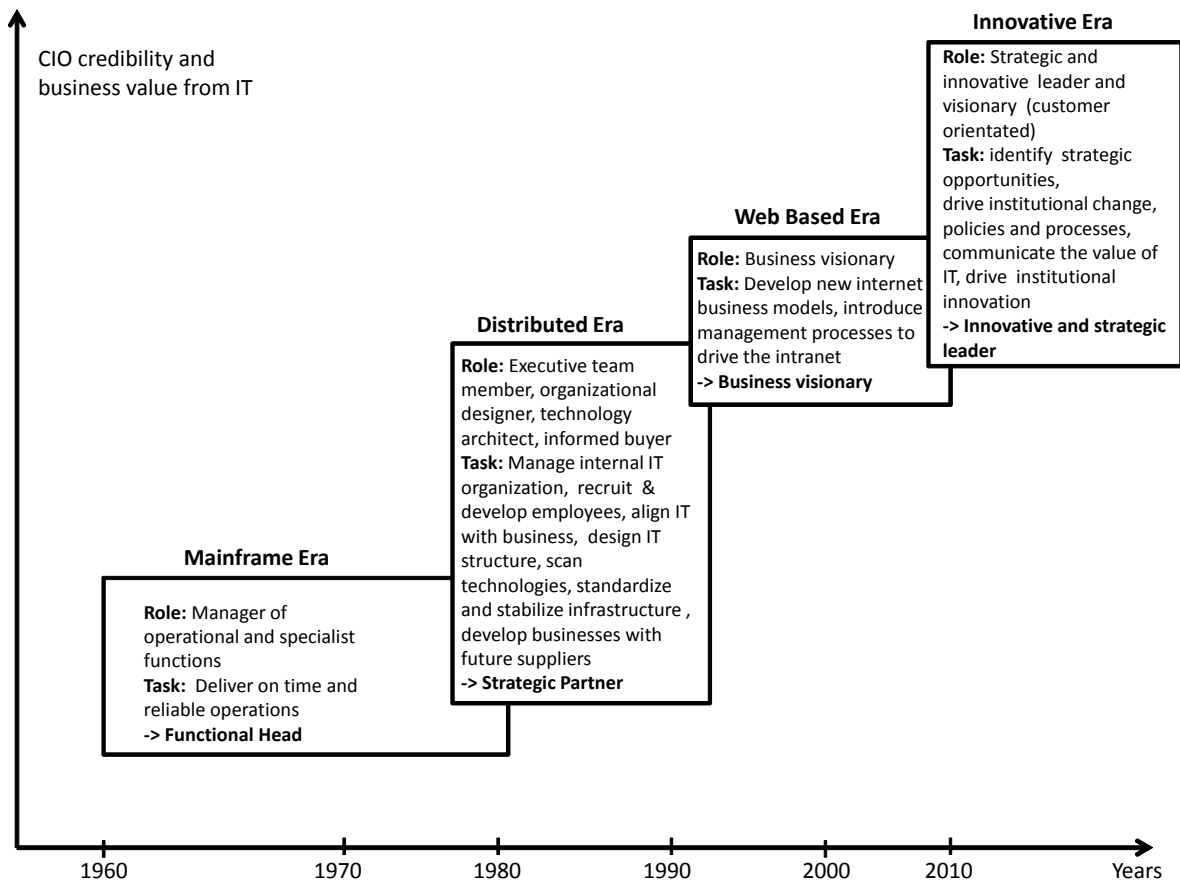 CIO credibility and
business value from IT
Innovative Era
Role: Strategic and
innovative leader and
visionary (customer
orientated)
Task: identify strategic
opportunities,
drive institutional change,
policies and processes,
communicate the value of
IT, drive institutional
innovation
-> Innovative and strategic
leader
Web Based Era
Role: Business visionary
Task: Develop new internet
business models, introduce
management processes to
drive the intranet
-> Business visionary
Distributed Era
Role: Executive team
member, organizational
designer, technology
architect, informed buyer
Task: Manage internal IT
organization, recruit &
develop employees, align IT
with business, design IT
structure, scan
technologies, standardize
and stabilize infrastructure ,
develop businesses with
future suppliers
-> Strategic Partner
Mainframe Era
Role: Manager of
operational and specialist
functions
Task: Deliver on time and
reliable operations
-> Functional Head
1960 1970 1980 1990 2000 2010 Years